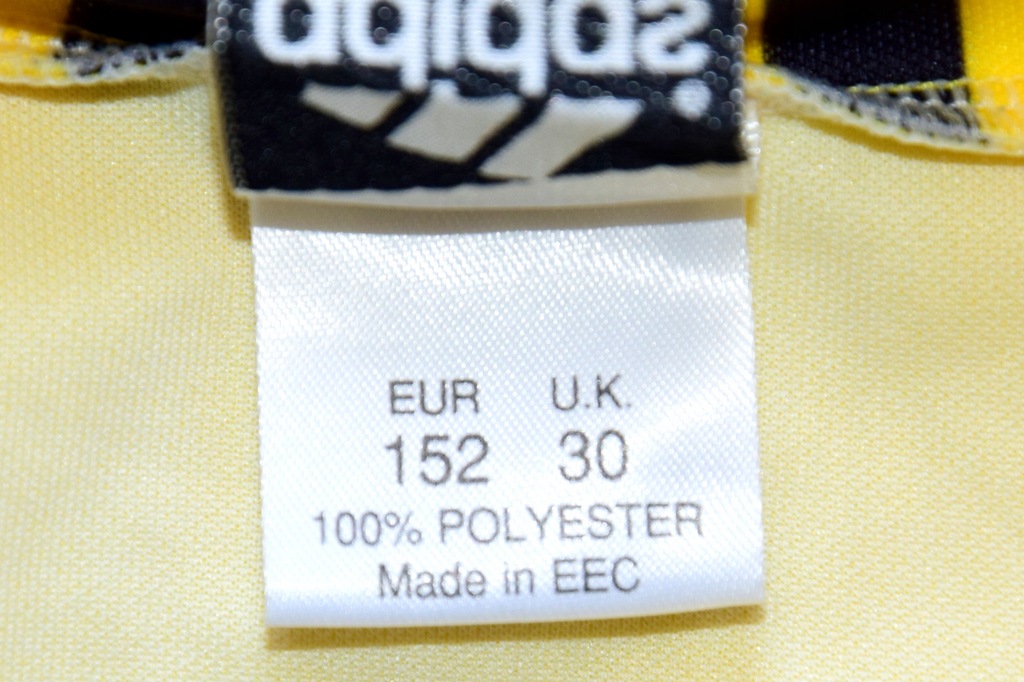 adidas
EUR U.K.
152 30
100% POLYESTER
Made in EEC